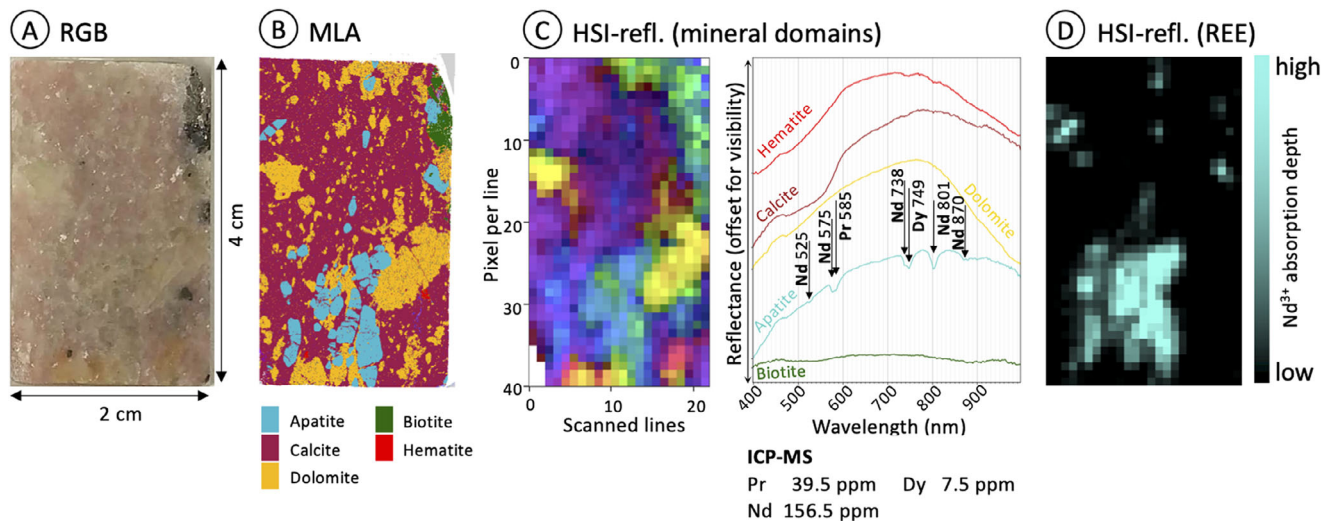 A RGB
B MLA
C HSI-refl. (mineral domains)
D HSI-refl. (REE)
4 cm
2 cm
Apatite
Calcite
Dolomite
Biotite
Hematite
Pixel per line
0
10
20
30
40
0 10 20
Scanned lines
Reflectance (offset for visibility)
Hematite
Calcite
Dolomite
Apatite
Biotite
Nd 525
Nd 575
Pr 585
Nd 738
Dy 749
Nd 801
Nd 870
400 500 600 700 800 900
Wavelength (nm)
ICP-MS
Pr 39.5 ppm Dy 7.5 ppm
Nd 156.5 ppm
high
Nd³⁺ absorption depth
low